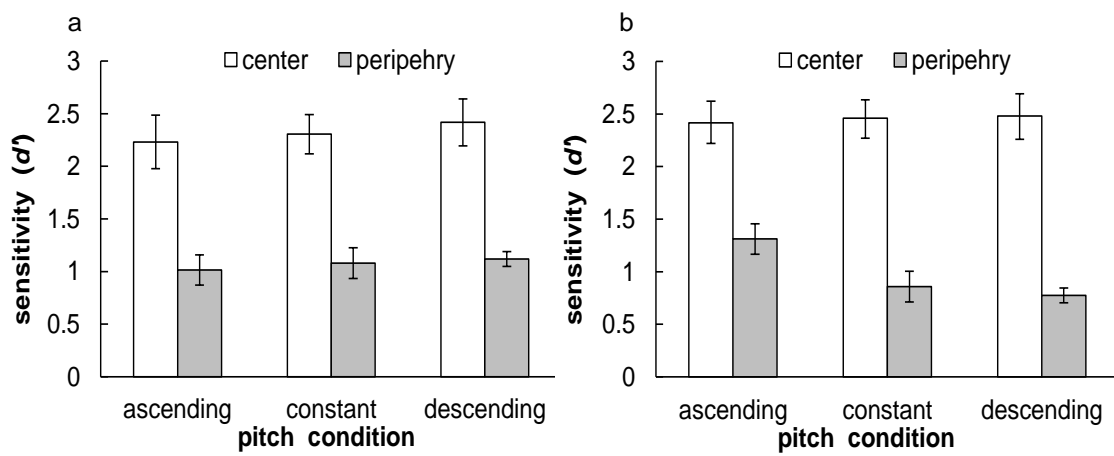 a
center peripehry
3
2.5
2
1.5
1
0.5
0
sensitivity (d')
ascending constant descending
pitch condition
b
center peripehry
3
2.5
2
1.5
1
0.5
0
sensitivity (d')
ascending constant descending
pitch condition